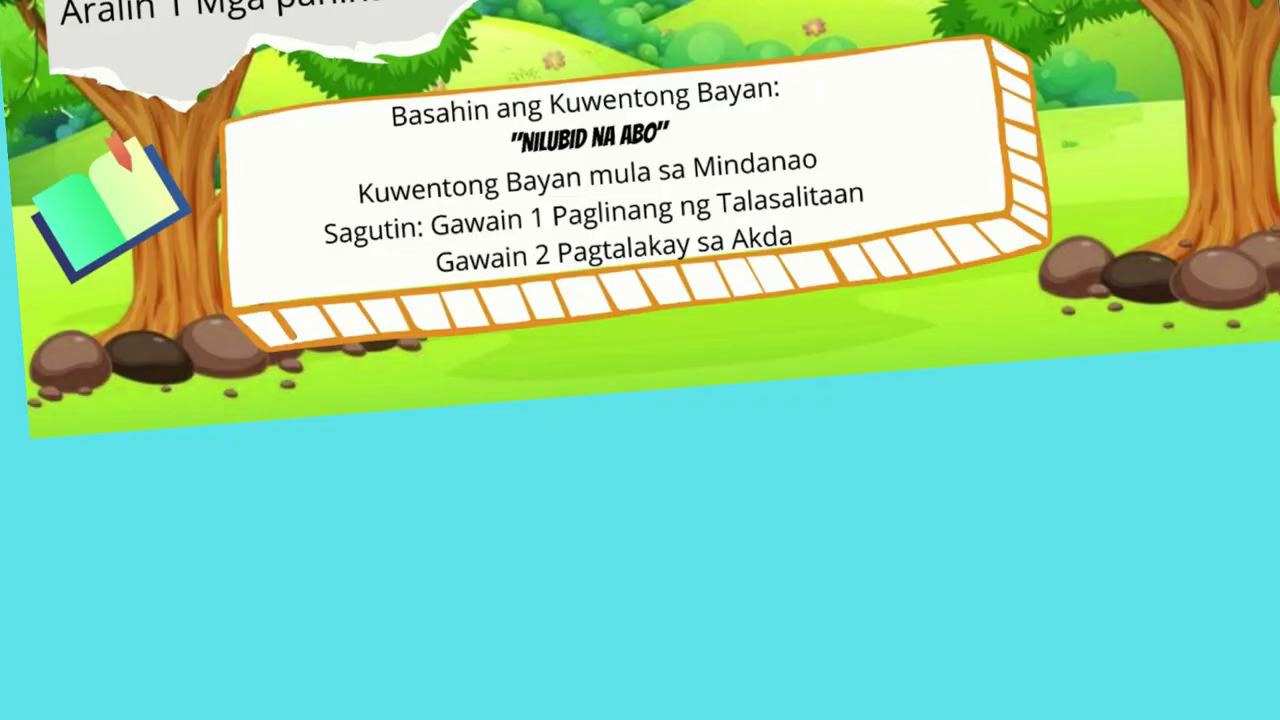 Aralin 1 Mga
Basahin ang Kuwentong Bayan:
"NILUBID NA ABO"
Kuwentong Bayan mula sa Mindanao
Sagutin: Gawain 1 Paglinang ng Talasalitaan
Gawain 2 Pagtalakay sa Akda